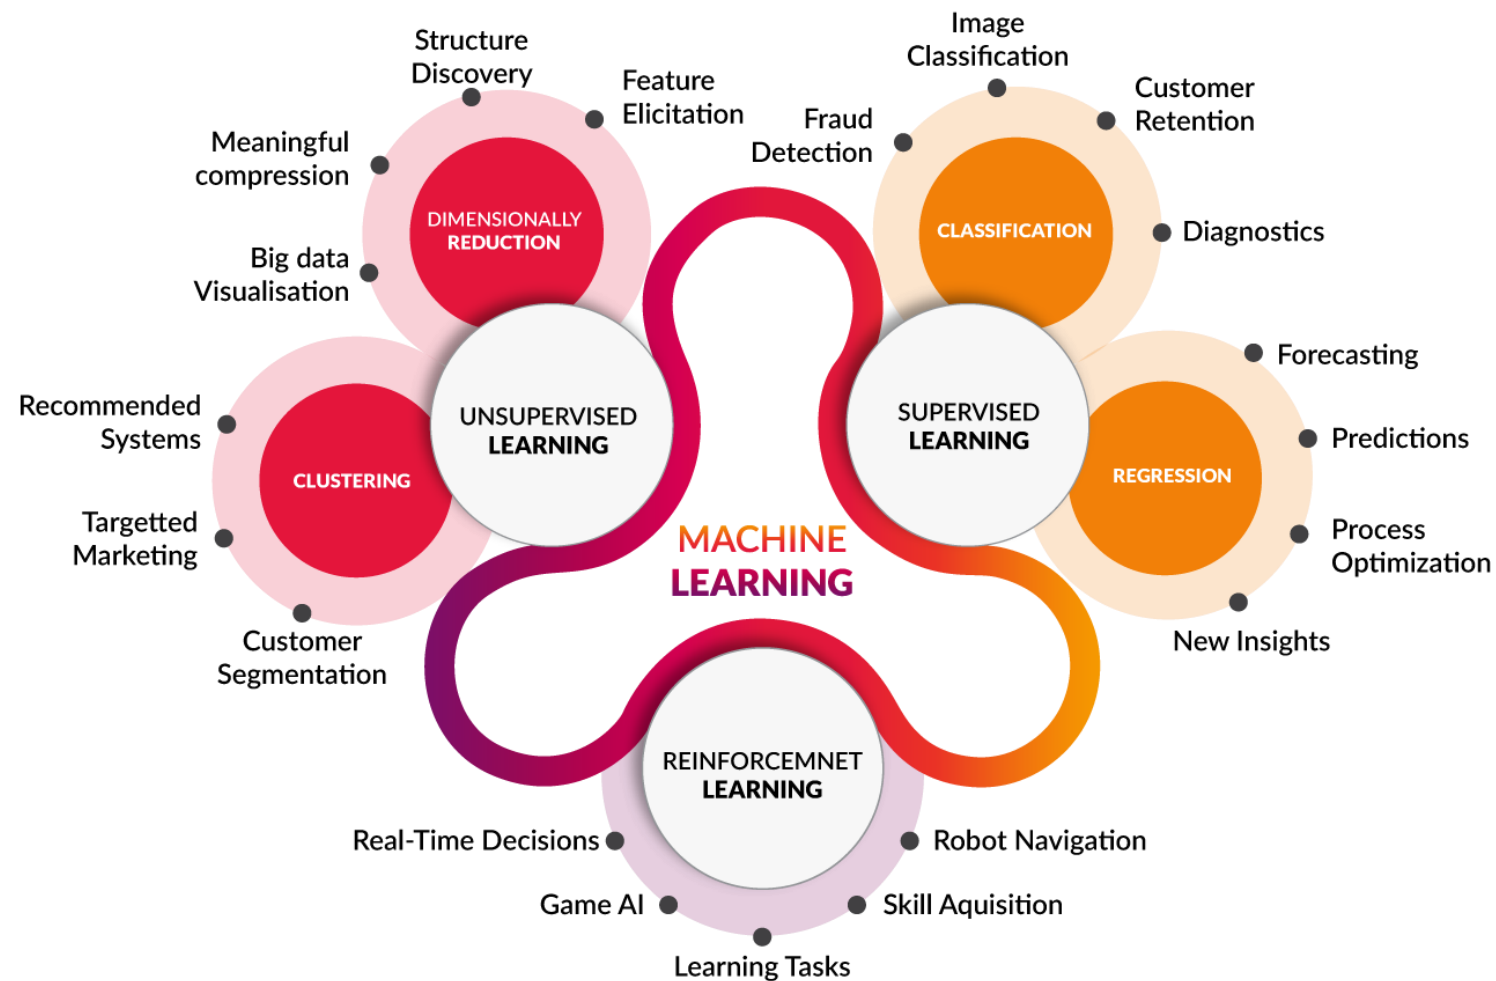 Structure
Discovery
Feature
Elicitation
Meaningful
compression
Big data
Visualisation
DIMENSIONALLY
REDUCTION
Recommended
Systems
Targetted
Marketing
Customer
Segmentation
CLUSTERING
UNSUPERVISED
LEARNING
Image
Classification
Fraud
Detection
Customer
Retention
Diagnostics
CLASSIFICATION
SUPERVISED
LEARNING
Forecasting
Predictions
Process
Optimization
New Insights
REGRESSION
MACHINE
LEARNING
REINFORCEMNET
LEARNING
Real-Time Decisions
Game AI
Learning Tasks
Skill Aquisition
Robot Navigation